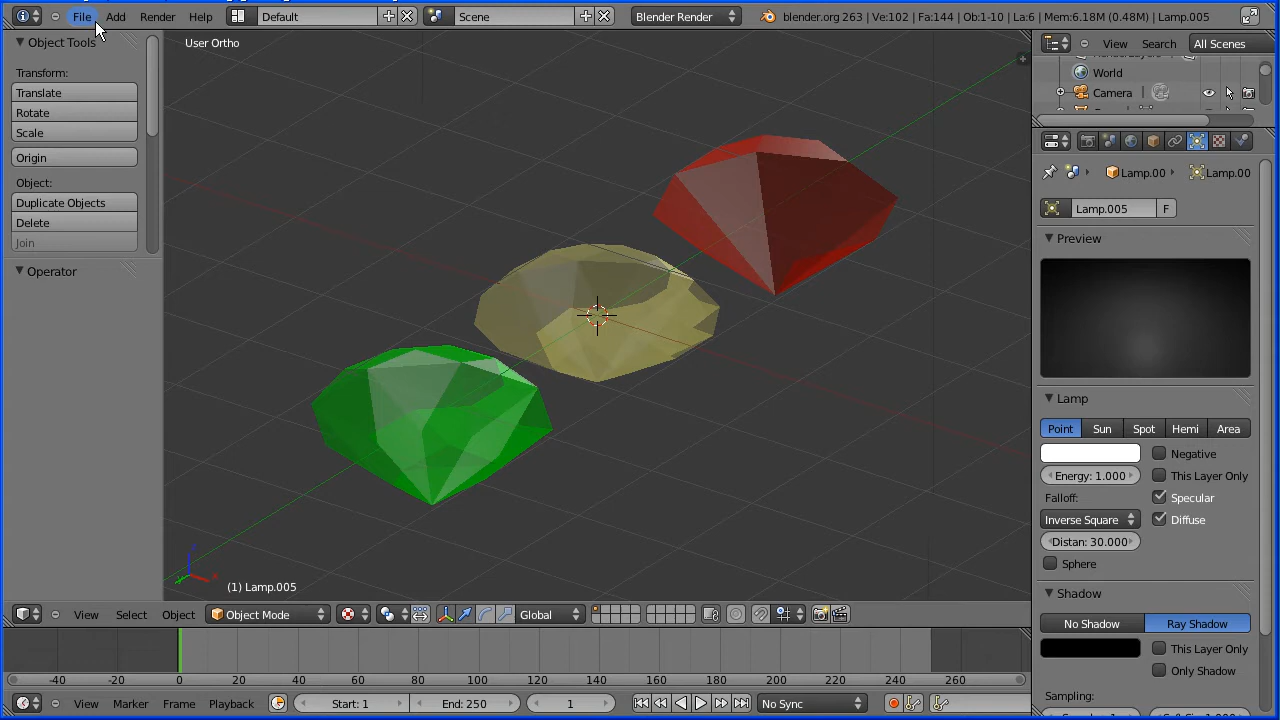 File Add Render Help Default Scene Blender Render blender.org 263 | Ve:102 | Fa:144 | Ob:1-10 | La:6 | Mem:6.18M (0.48M) | Lamp.005
Object Tools
Transform:
Translate
Rotate
Scale
Origin
Object:
Duplicate Objects
Delete
Join
Operator
User Ortho
(1) Lamp.005
View Search All Scenes
World
Camera
Lamp.00 Lamp.00
Lamp.005 F
Preview
Lamp
Point Sun Spot Hemi Area
Negative
Energy: 1.000 This Layer Only
Falloff: Specular
Inverse Square Diffuse
Distan: 30.000
Sphere
Shadow
No Shadow Ray Shadow
This Layer Only
Only Shadow
Sampling:
View Select Object Object Mode Global
-40 -20 0 20 40 60 80 100 120 140 160 180 200 220 240 260
View Marker Frame Playback Start: 1 End: 250 1 No Sync